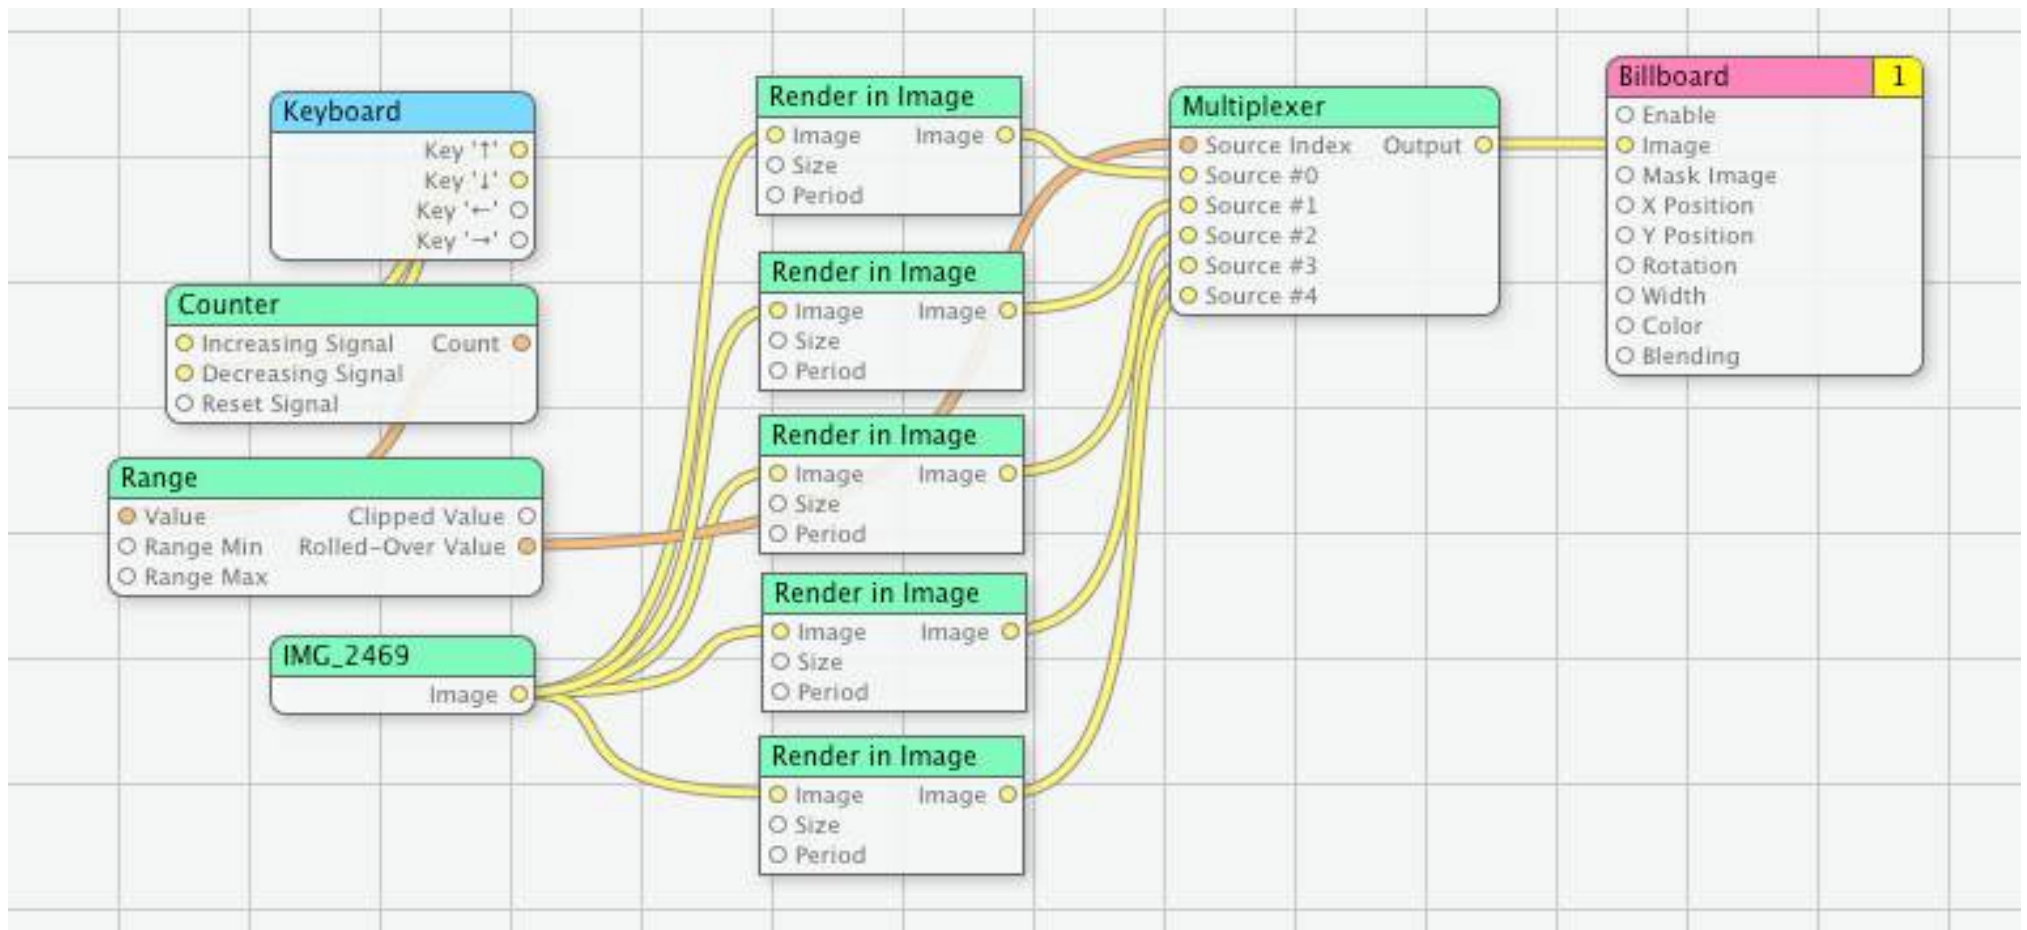 Keyboard
Key '↑'
Key '↓'
Key '←'
Key '→'
Counter
Increasing Signal Count
Decreasing Signal
Reset Signal
Range
Value Clipped Value
Range Min Rolled-Over Value
Range Max
IMG_2469
Image
Render in Image
Image Image
Size
Period
Render in Image
Image Image
Size
Period
Render in Image
Image Image
Size
Period
Render in Image
Image Image
Size
Period
Render in Image
Image Image
Size
Period
Multiplexer
Source Index Output
Source #0
Source #1
Source #2
Source #3
Source #4
Billboard 1
Enable
Image
Mask Image
X Position
Y Position
Rotation
Width
Color
Blending